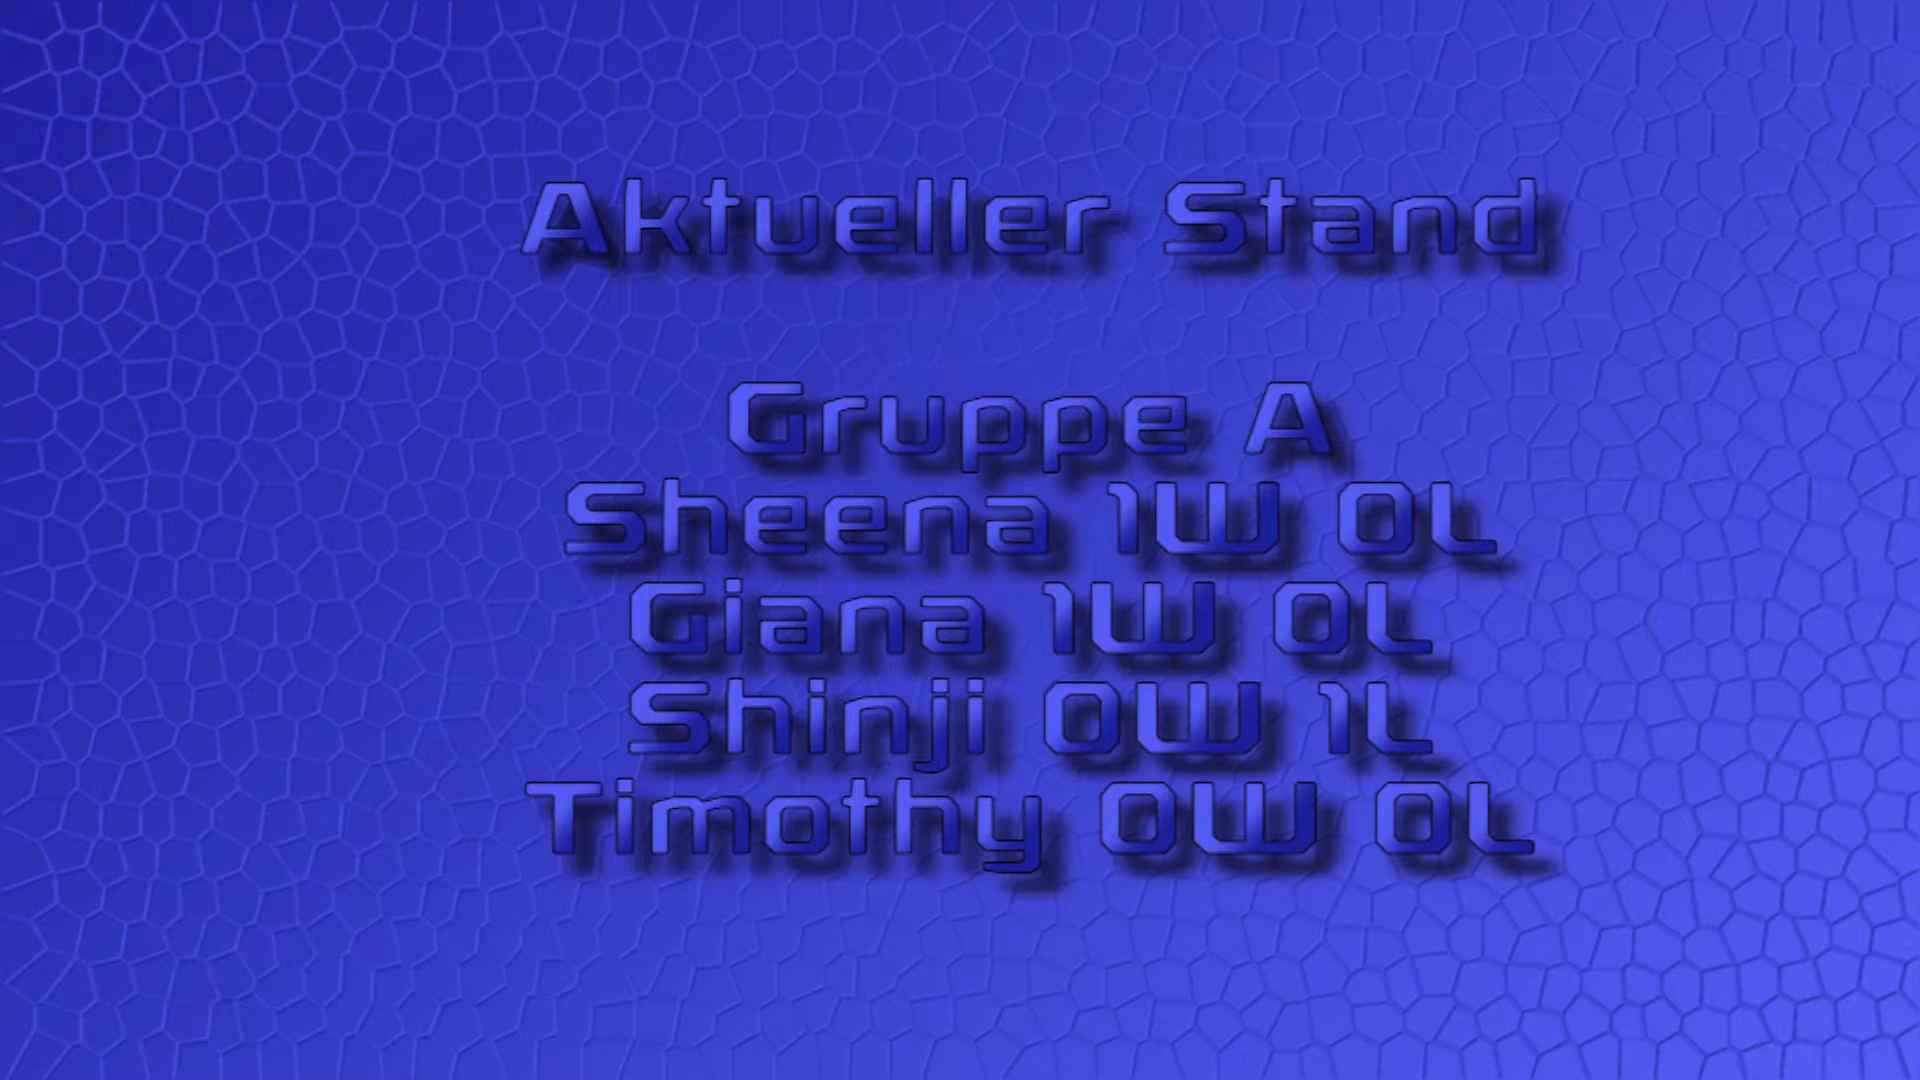 Aktueller Stand
Gruppe A
Sheena 1W 0L
Giana 1W 0L
Shinji 0W 1L
Timothy 0W 0L